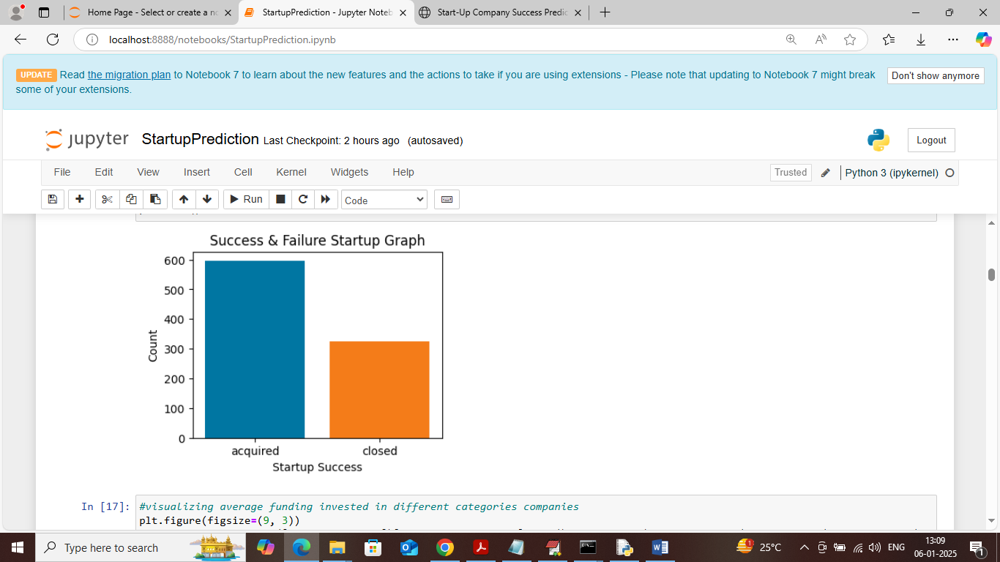 Home Page - Select or create a no
StartupPrediction - Jupyter Noteb
Start-Up Company Success Predic
localhost:8888/notebooks/StartupPrediction.ipynb
UPDATE Read the migration plan to Notebook 7 to learn about the new features and the actions to take if you are using extensions - Please note that updating to Notebook 7 might break
some of your extensions.
Don't show anymore
jupyter StartupPrediction Last Checkpoint: 2 hours ago (autosaved)
Logout
File Edit View Insert Cell Kernel Widgets Help
Trusted
Python 3 (ipykernel)
Run
Code
Success & Failure Startup Graph
600
500
400
300
200
100
0
Count
acquired closed
Startup Success
In [17]: #visualizing average funding invested in different categories companies
plt.figure(figsize=(9, 3))
Type here to search
1
25°C
ENG
13:09
06-01-2025
1